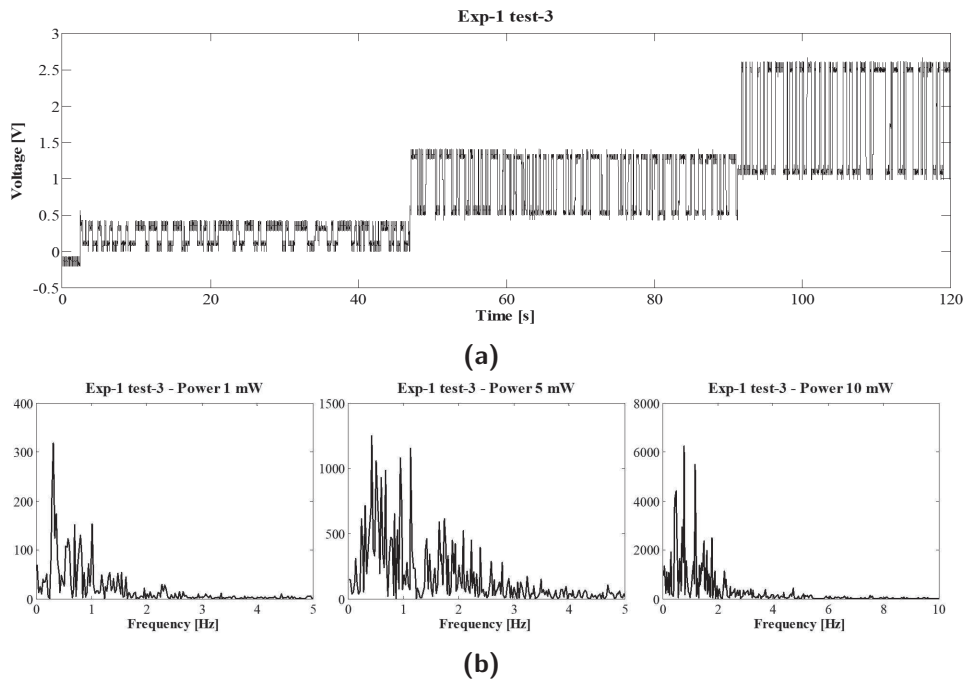 Exp-1 test-3
3
2.5
2
1.5
1
0.5
0
-0.5
Voltage [V]
0 20 40 60 80 100 120
Time [s]
(a)
Exp-1 test-3 - Power 1 mW
400
300
200
100
0
0 1 2 3 4 5
Frequency [Hz]
Exp-1 test-3 - Power 5 mW
1500
1000
500
0
0 1 2 3 4 5
Frequency [Hz]
Exp-1 test-3 - Power 10 mW
8000
6000
4000
2000
0
0 2 4 6 8 10
Frequency [Hz]
(b)